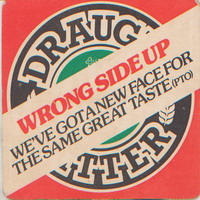 DRAUG
WRONG SIDE UP
WE'VE GOT A NEW FACE FOR
THE SAME GREAT TASTE (PTO)
TTER